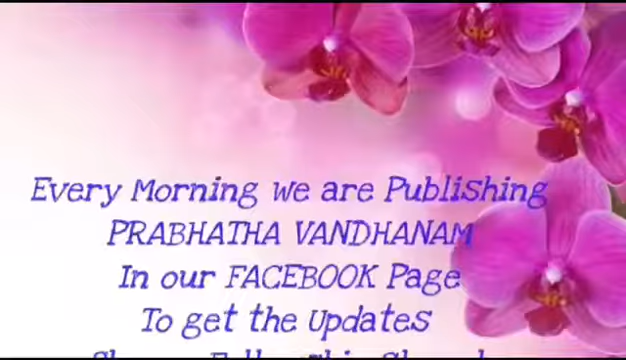 Every Morning we are Publishing
PRABHATHA VANDHANAM
In our FACEBOOK Page
To get the Updates